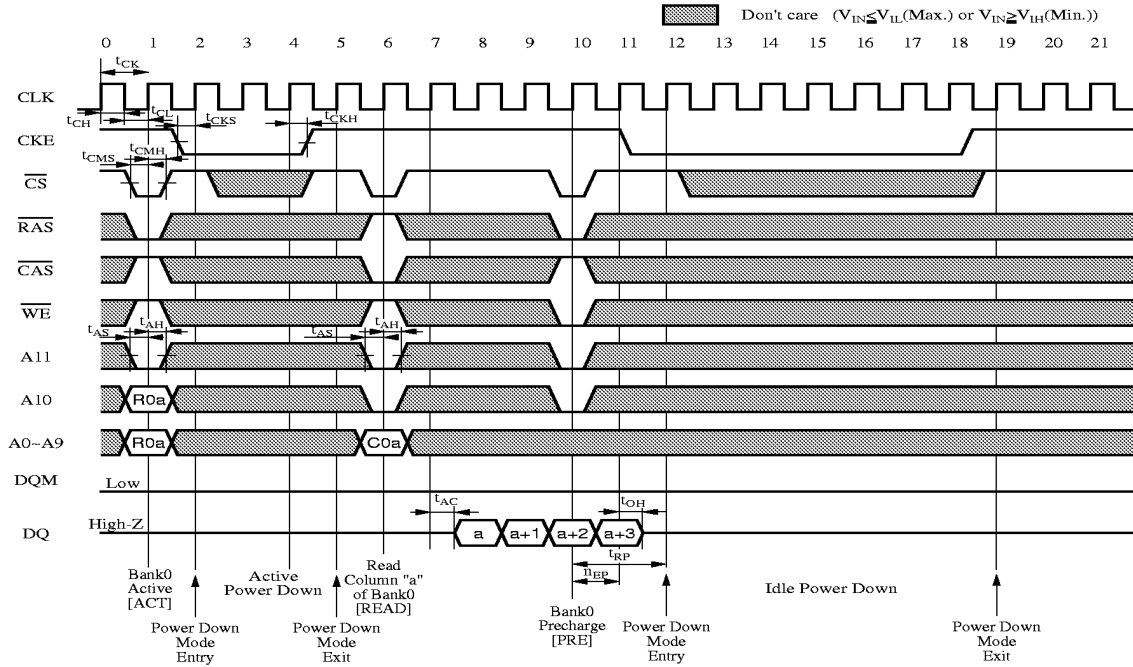 Don't care (VIN≤VIL(Max.) or VIN≥VIH(Min.))
0 1 2 3 4 5 6 7 8 9 10 11 12 13 14 15 16 17 18 19 20 21
tCK
CLK
tCH
tCL
tCKS
tCKH
CKE
tCMS
tCMH
CS
RAS
CAS
WE
tAS
tAH
tAS
tAH
A11
A10
R0a
A0~A9
R0a
C0a
DQM
Low
tAC
tOH
DQ
High-Z
a
a+1
a+2
a+3
tRP
nEP
Bank0
Active
[ACT]
Active
Power Down
Read
Column "a"
of Bank0
[READ]
Bank0
Precharge
[PRE]
Idle Power Down
Power Down
Mode
Entry
Power Down
Mode
Exit
Power Down
Mode
Entry
Power Down
Mode
Exit